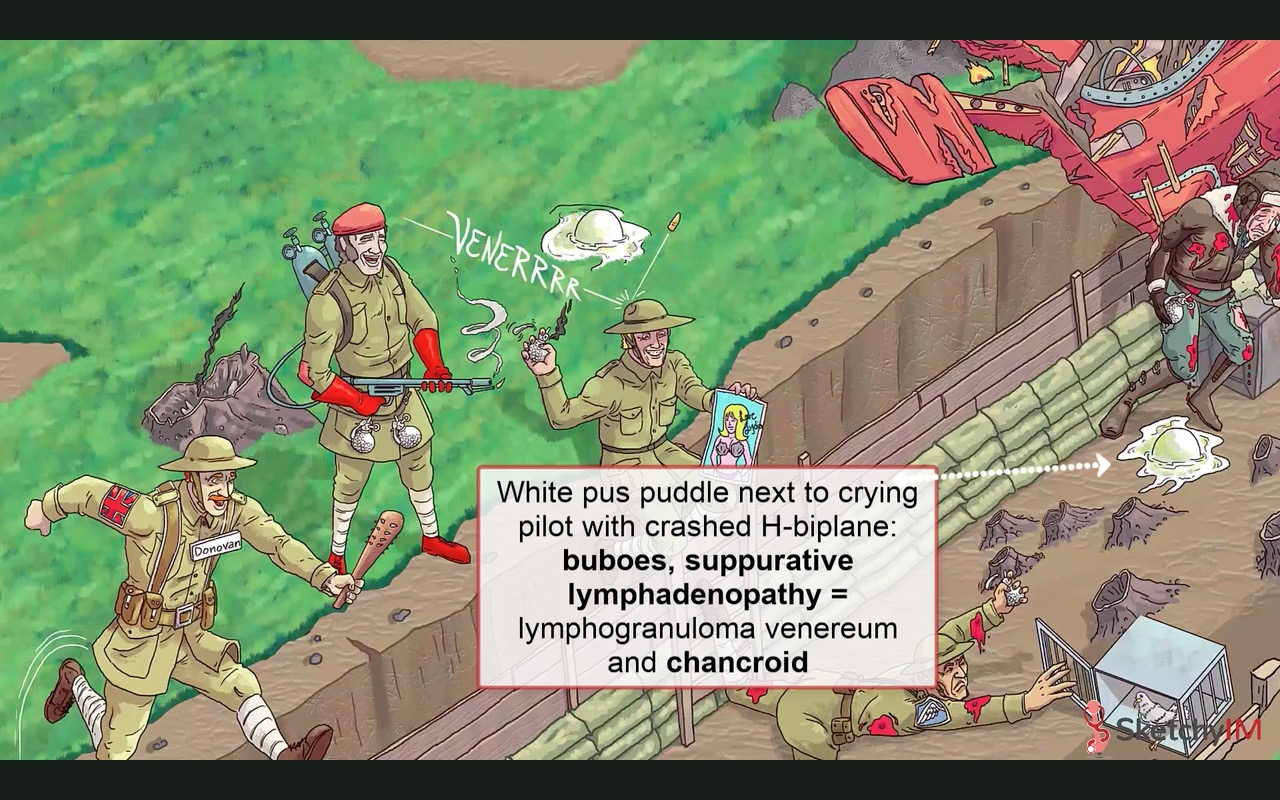 VENERRRR
Donovan
White pus puddle next to crying
pilot with crashed H-biplane:
buboes, suppurative
lymphadenopathy =
lymphogranuloma venereum
and chancroid
SketchyIM